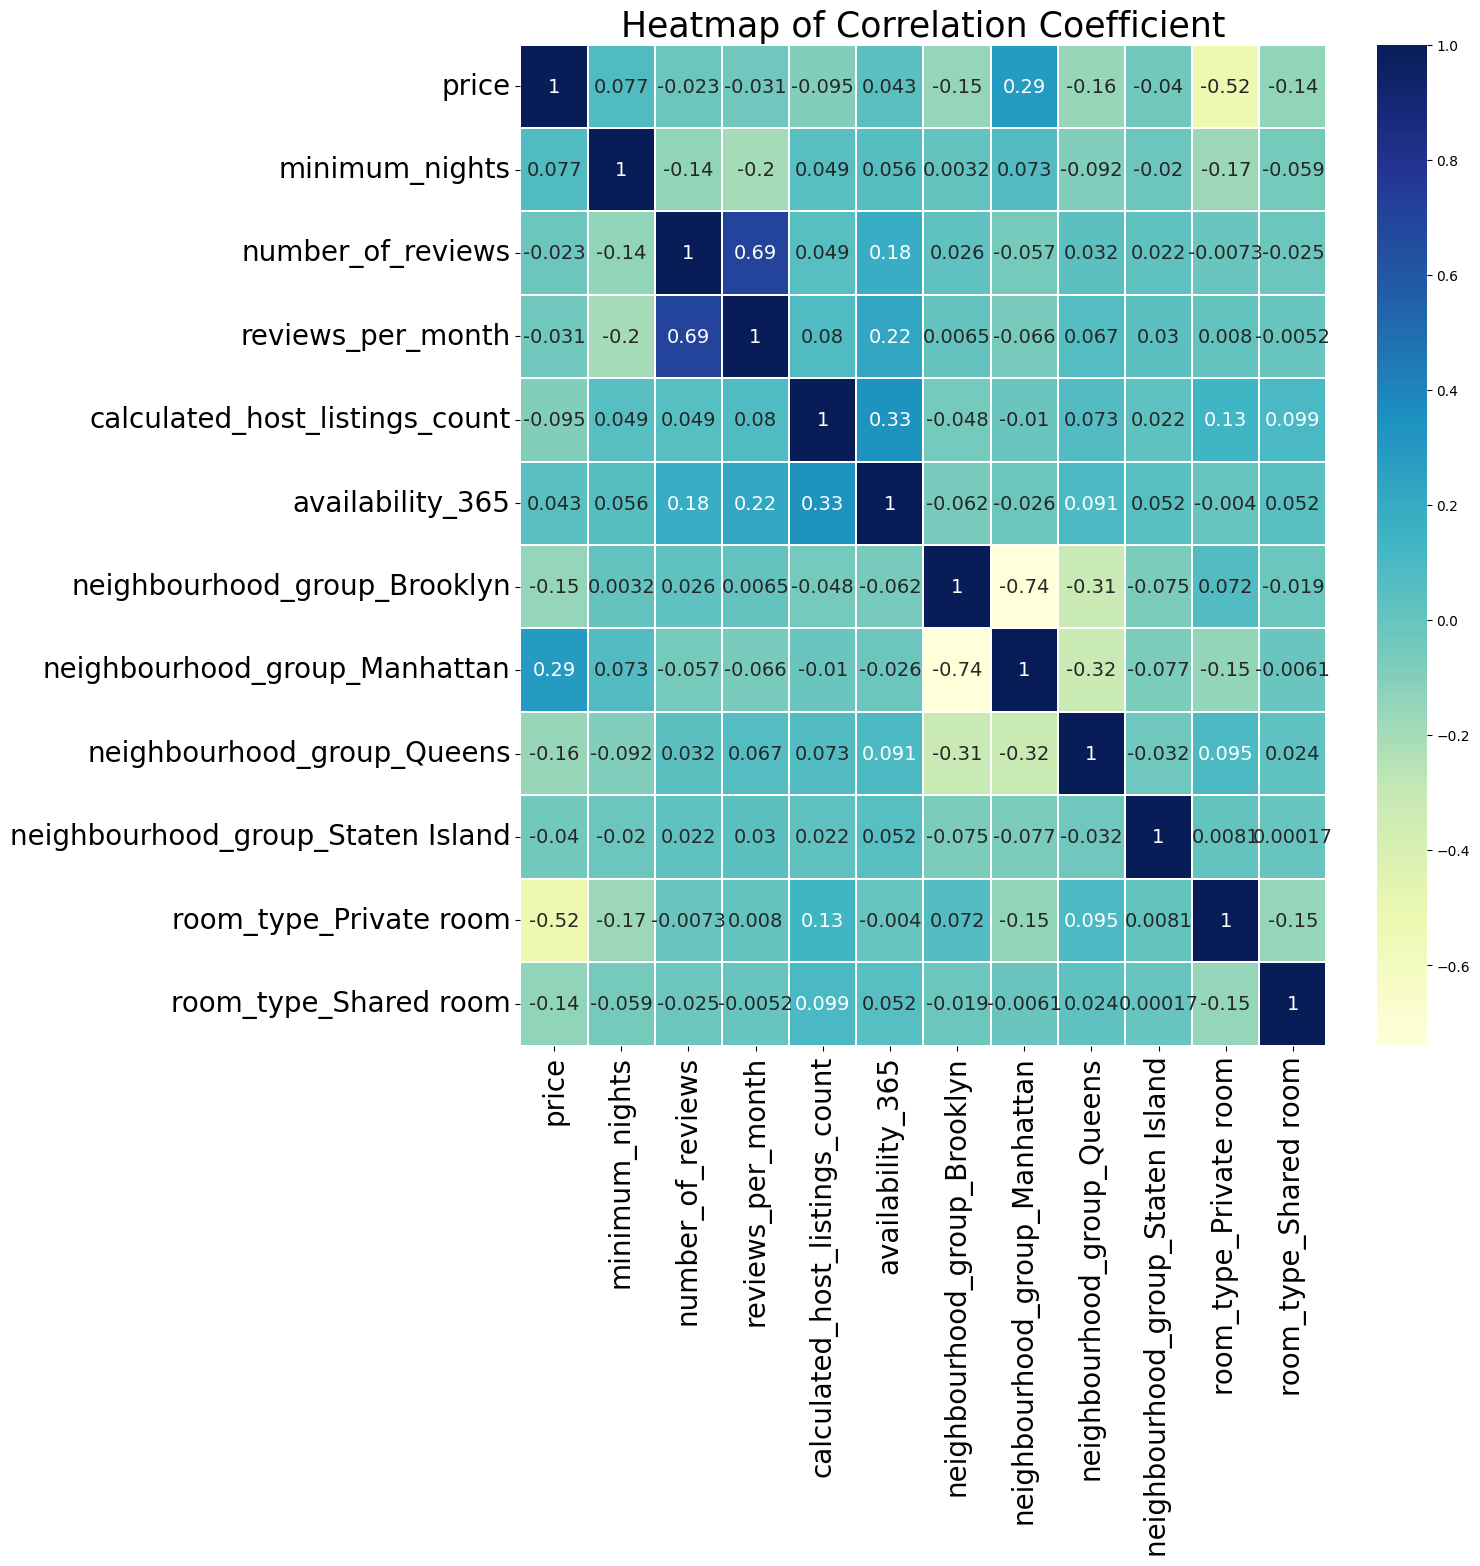 Heatmap of Correlation Coefficient
price 1 0.077 -0.023 -0.031 -0.095 0.043 -0.15 0.29 -0.16 -0.04 -0.52 -0.14
minimum_nights 0.077 1 -0.14 -0.2 0.049 0.056 0.0032 0.073 -0.092 -0.02 -0.17 -0.059
number_of_reviews -0.023 -0.14 1 0.69 0.049 0.18 0.026 -0.057 0.032 0.022 -0.0073 -0.025
reviews_per_month -0.031 -0.2 0.69 1 0.08 0.22 0.0065 -0.066 0.067 0.03 0.008 -0.0052
calculated_host_listings_count -0.095 0.049 0.049 0.08 1 0.33 -0.048 -0.01 0.073 0.022 0.13 0.099
availability_365 0.043 0.056 0.18 0.22 0.33 1 -0.062 -0.026 0.091 0.052 -0.004 0.052
neighbourhood_group_Brooklyn -0.15 0.0032 0.026 0.0065 -0.048 -0.062 1 -0.74 -0.31 -0.075 0.072 -0.019
neighbourhood_group_Manhattan 0.29 0.073 -0.057 -0.066 -0.01 -0.026 -0.74 1 -0.32 -0.077 -0.15 -0.0061
neighbourhood_group_Queens -0.16 -0.092 0.032 0.067 0.073 0.091 -0.31 -0.32 1 -0.032 0.095 0.024
neighbourhood_group_Staten Island -0.04 -0.02 0.022 0.03 0.022 0.052 -0.075 -0.077 -0.032 1 0.0081
room_type_Private room -0.52 -0.17 -0.0073 0.008 0.13 -0.004 0.072 -0.15 0.095 0.0081 1 -0.15
room_type_Shared room -0.14 -0.059 -0.025 -0.0052 0.099 0.052 -0.019 -0.0061 0.024 -0.15 1
price
minimum_nights
number_of_reviews
reviews_per_month
calculated_host_listings_count
availability_365
neighbourhood_group_Brooklyn
neighbourhood_group_Manhattan
neighbourhood_group_Queens
neighbourhood_group_Staten Island
room_type_Private room
room_type_Shared room
1.0
0.8
0.6
0.4
0.2
0.0
−0.2
−0.4
−0.6